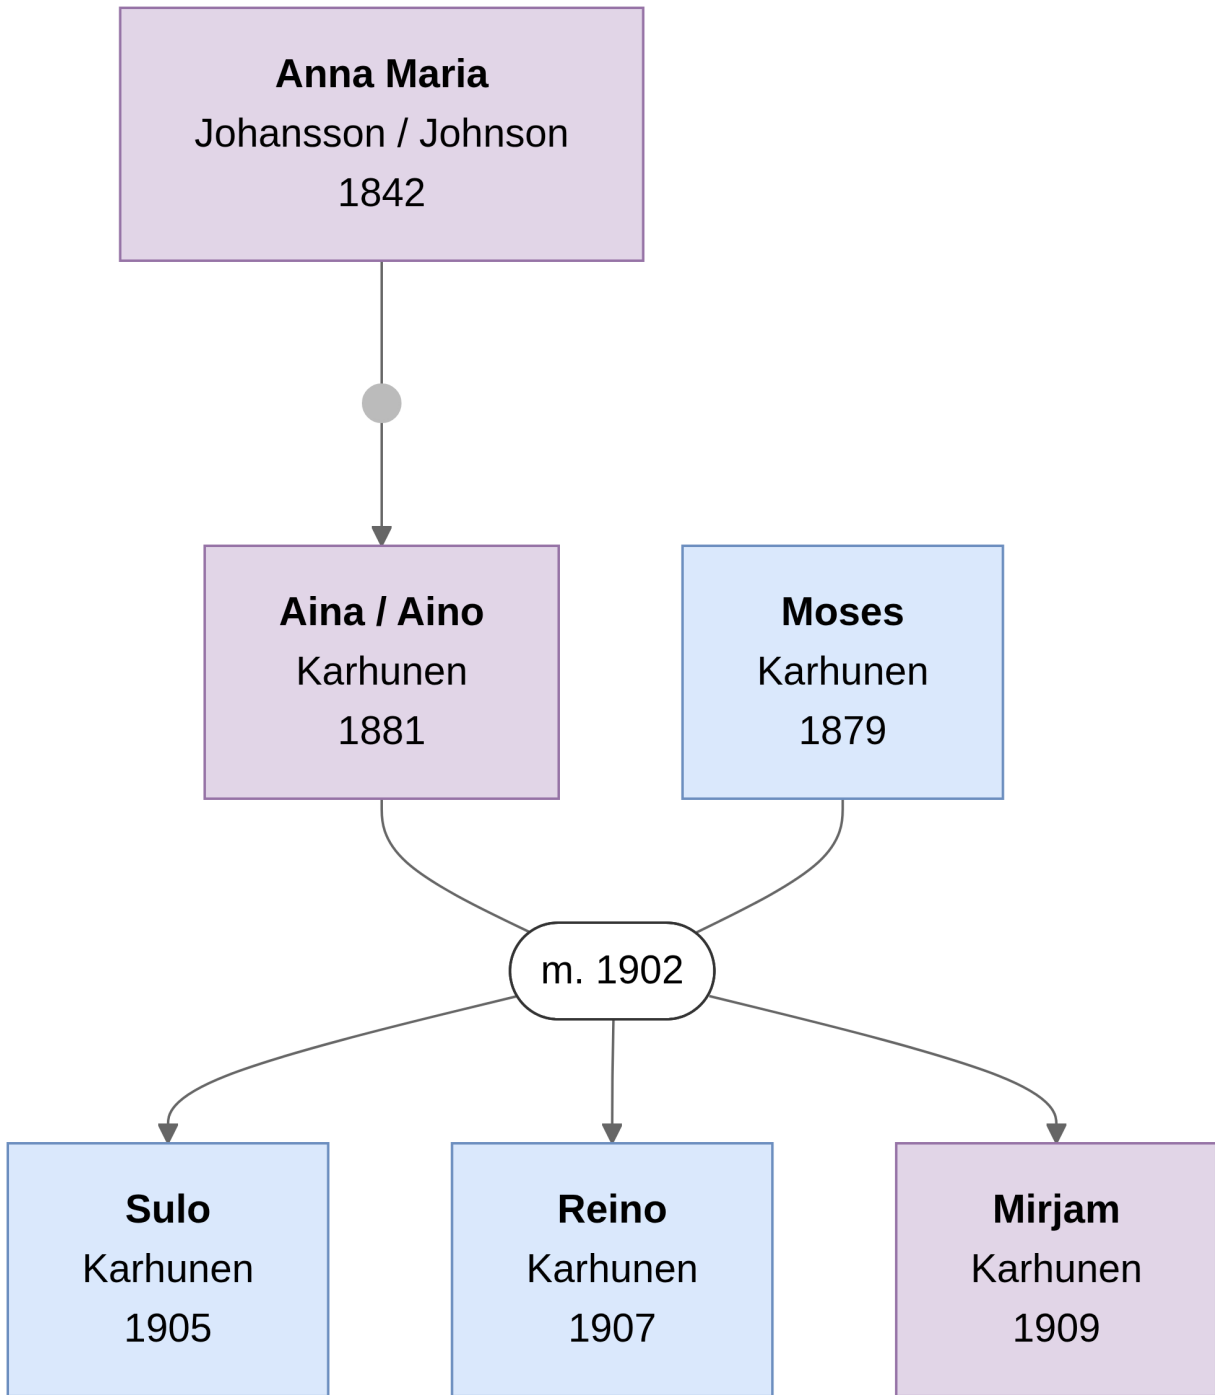 Anna Maria
Johansson / Johnson
1842
Aina / Aino
Karhunen
1881
Moses
Karhunen
1879
m. 1902
Sulo
Karhunen
1905
Reino
Karhunen
1907
Mirjam
Karhunen
1909